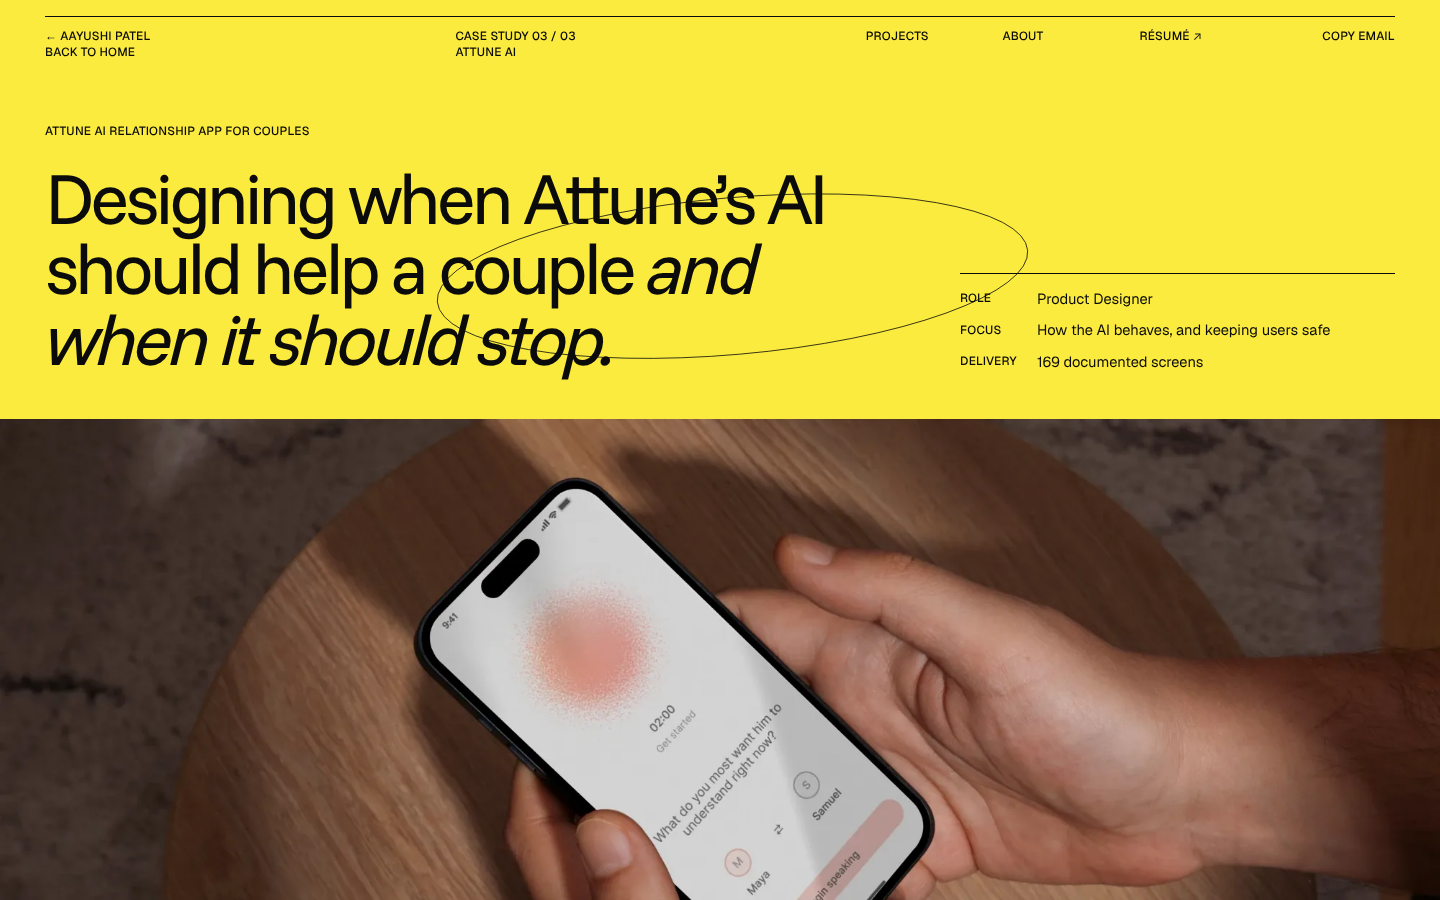 ← AAYUSHI PATEL
BACK TO HOME
CASE STUDY 03 / 03
ATTUNE AI
PROJECTS
ABOUT
RÉSUMÉ ↗
COPY EMAIL
ATTUNE AI RELATIONSHIP APP FOR COUPLES
Designing when Attune’s AI
should help a couple and
when it should stop.
ROLE
Product Designer
FOCUS
How the AI behaves, and keeping users safe
DELIVERY
169 documented screens
9:41
02:00
Get started
What do you most want him to
understand right now?
M
Maya
⇄
S
Samuel
speaking